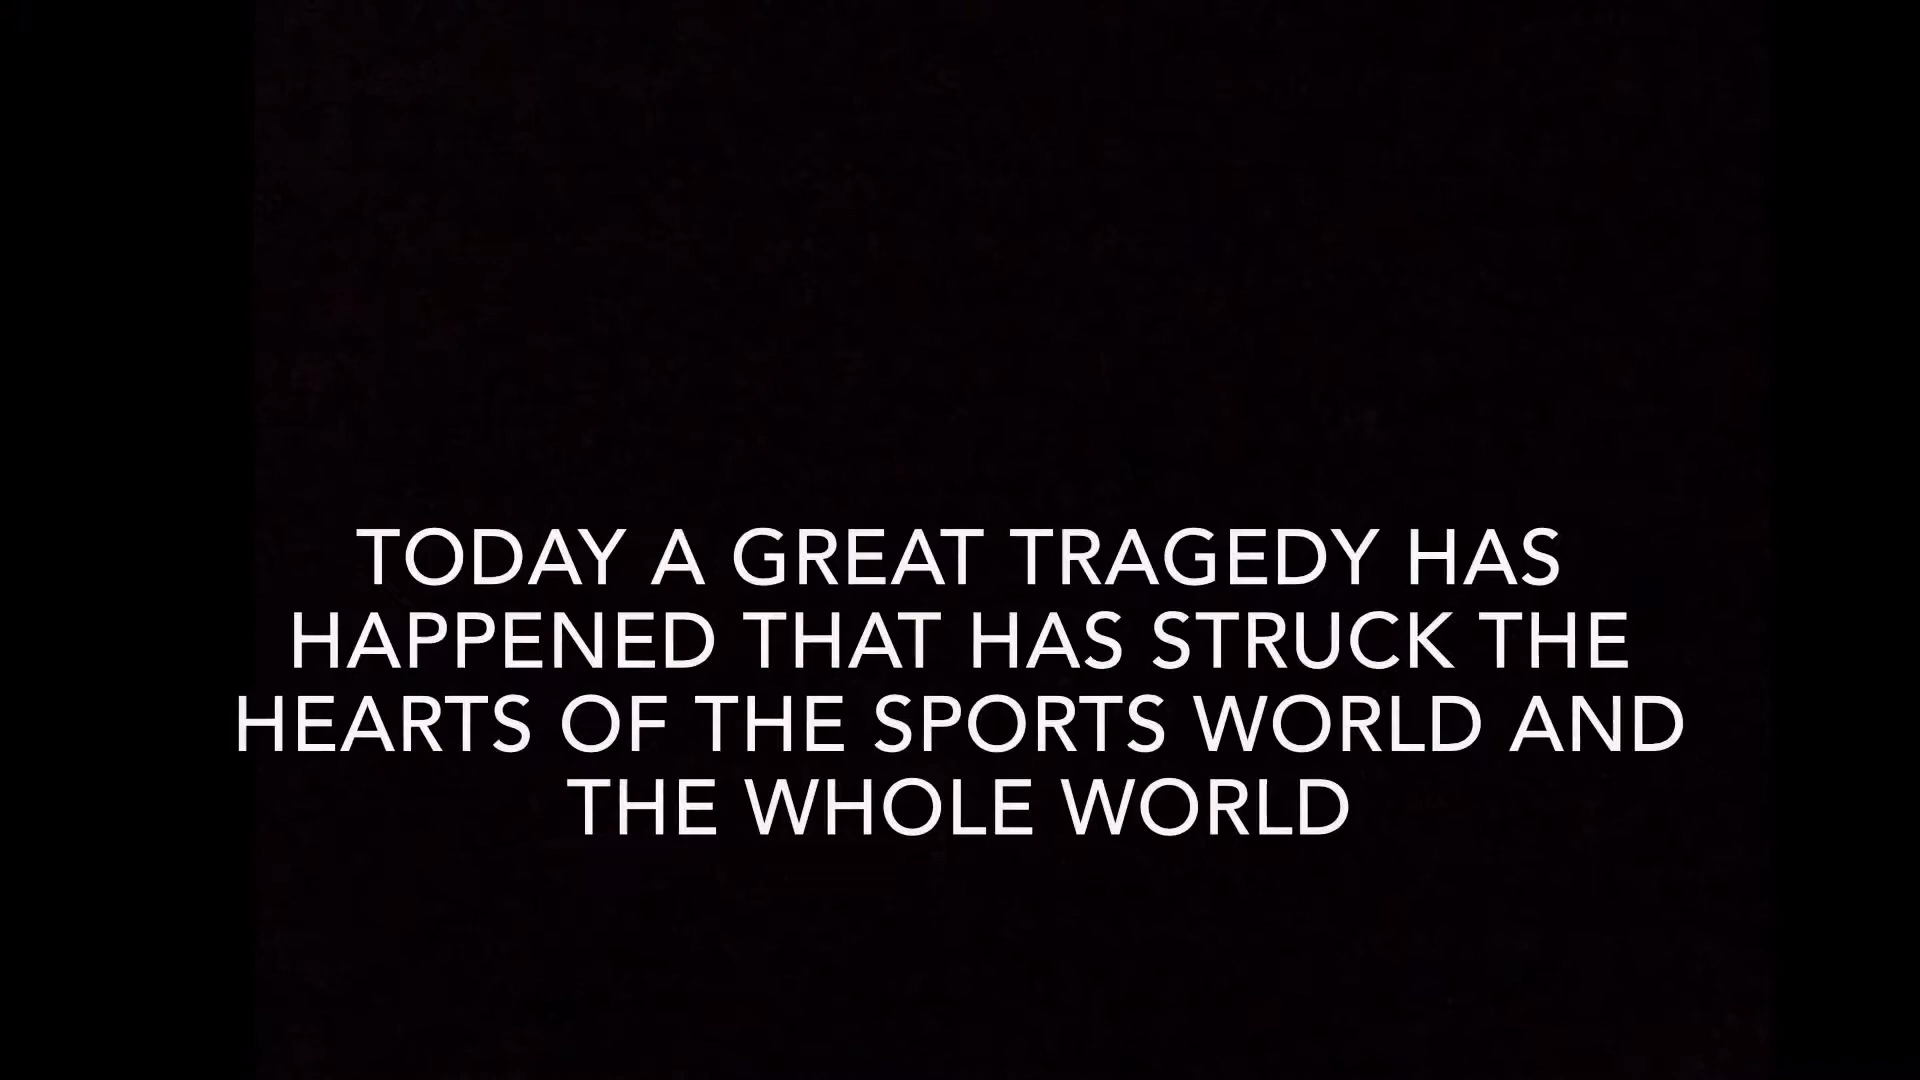 TODAY A GREAT TRAGEDY HAS
HAPPENED THAT HAS STRUCK THE
HEARTS OF THE SPORTS WORLD AND
THE WHOLE WORLD